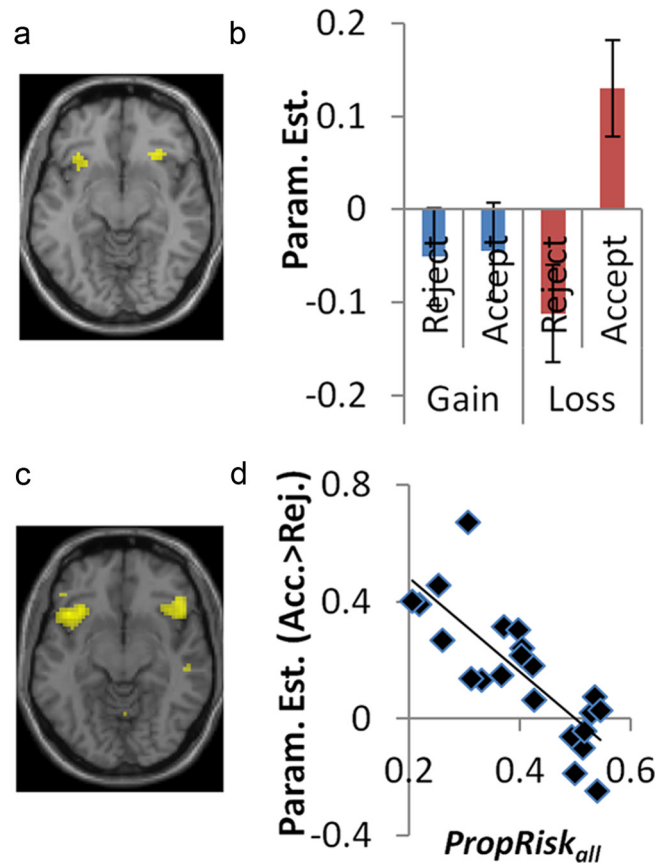 a
b
Param. Est.
0.2
0.1
0
-0.1
-0.2
Reject
Accept
Reject
Accept
Gain
Loss
c
d
Param. Est. (Acc.>Rej.)
0.8
0.4
0
-0.4
0.2
0.4
0.6
PropRisk_all